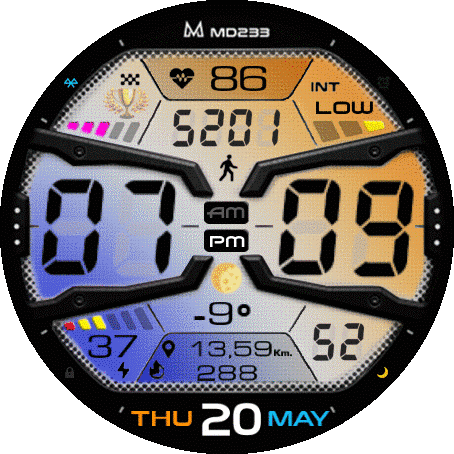 MD233
86
INT
LOW
5201
07 09
AM
PM
-9°
37
13,59Km.
52
288
THU 20 MAY